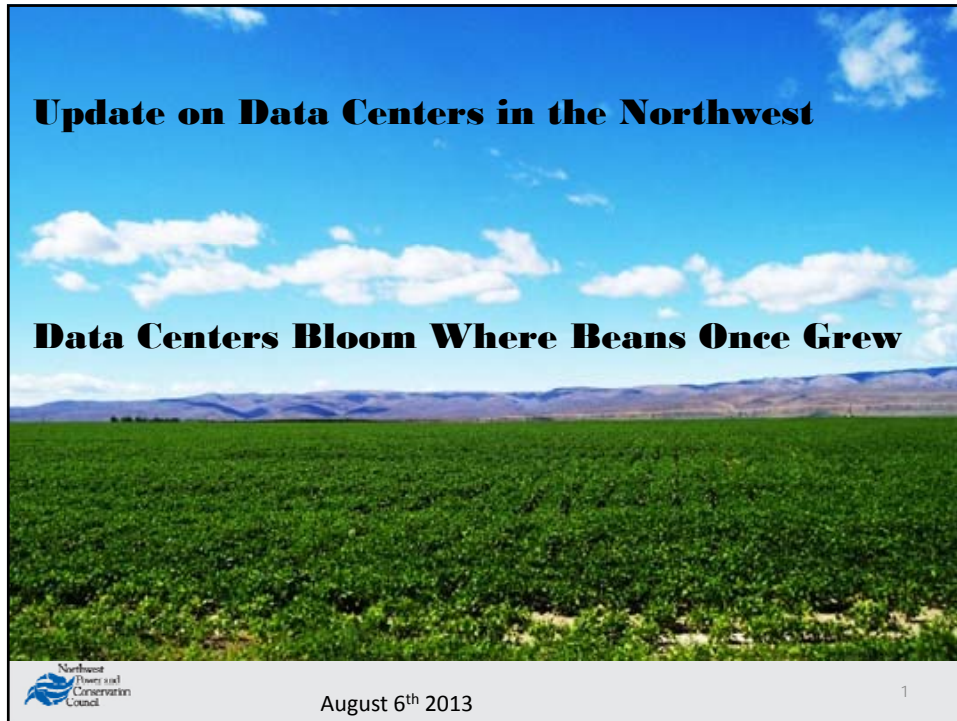 Update on Data Centers in the Northwest
Data Centers Bloom Where Beans Once Grew
Northwest
Power and
Conservation
Council
August 6th 2013
1